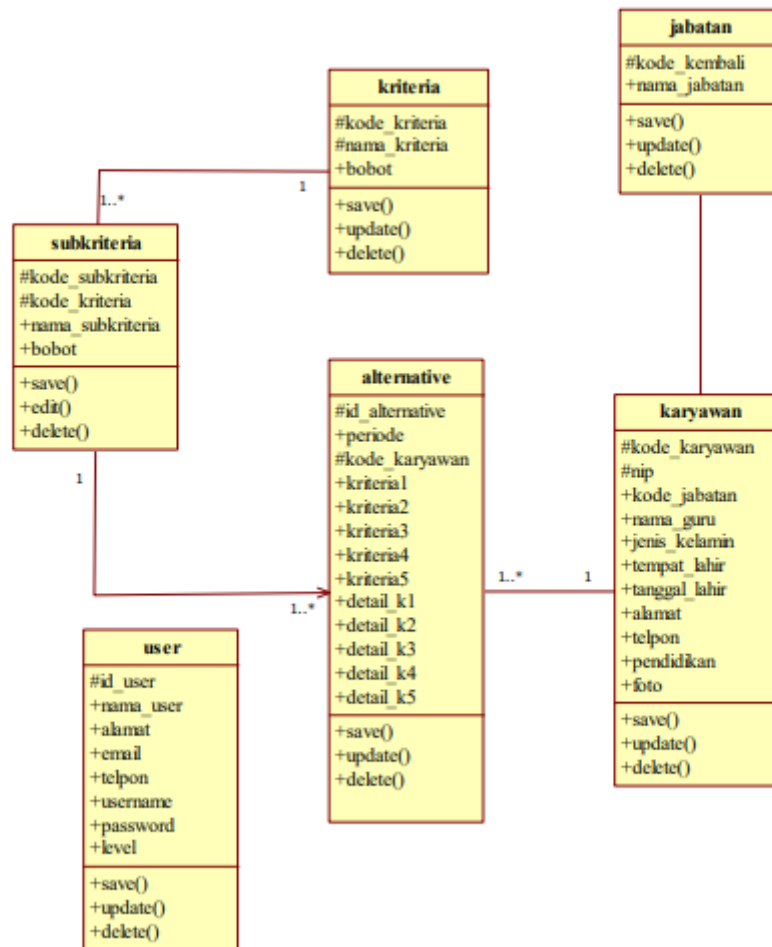 jabatan
#kode_kembali
+nama_jabatan
+save()
+update()
+delete()
kriteria
#kode_kriteria
#nama_kriteria
+bobot
+save()
+update()
+delete()
1
1..*
subkriteria
#kode_subkriteria
#kode_kriteria
+nama_subkriteria
+bobot
+save()
+edit()
+delete()
1
1..*
alternative
#id_alternative
+periode
#kode_karyawan
+kriteria1
+kriteria2
+kriteria3
+kriteria4
+kriteria5
+detail_k1
+detail_k2
+detail_k3
+detail_k4
+detail_k5
+save()
+update()
+delete()
1..*
1
karyawan
#kode_karyawan
#nip
+kode_jabatan
+nama_guru
+jenis_kelamin
+tempat_lahir
+tanggal_lahir
+alamat
+telpon
+pendidikan
+foto
+save()
+update()
+delete()
user
#id_user
+nama_user
+alamat
+email
+telpon
+username
+password
+level
+save()
+update()
+delete()